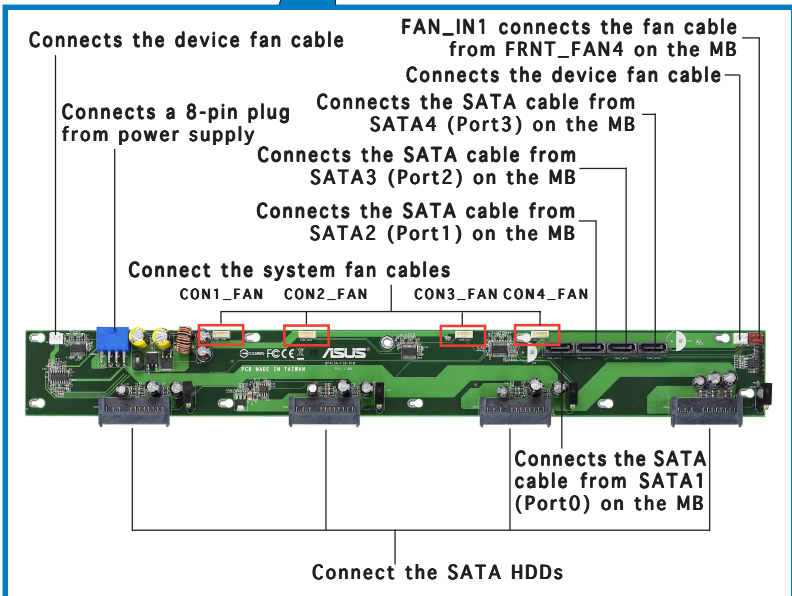 Connects the device fan cable
FAN_IN1 connects the fan cable
from FRNT_FAN4 on the MB
Connects the device fan cable
Connects a 8-pin plug
from power supply
Connects the SATA cable from
SATA4 (Port3) on the MB
Connects the SATA cable from
SATA3 (Port2) on the MB
Connects the SATA cable from
SATA2 (Port1) on the MB
Connect the system fan cables
CON1_FAN
CON2_FAN
CON3_FAN
CON4_FAN
FC CE
ASUS
PCB MADE IN TAIWAN
Connects the SATA
cable from SATA1
(Port0) on the MB
Connect the SATA HDDs